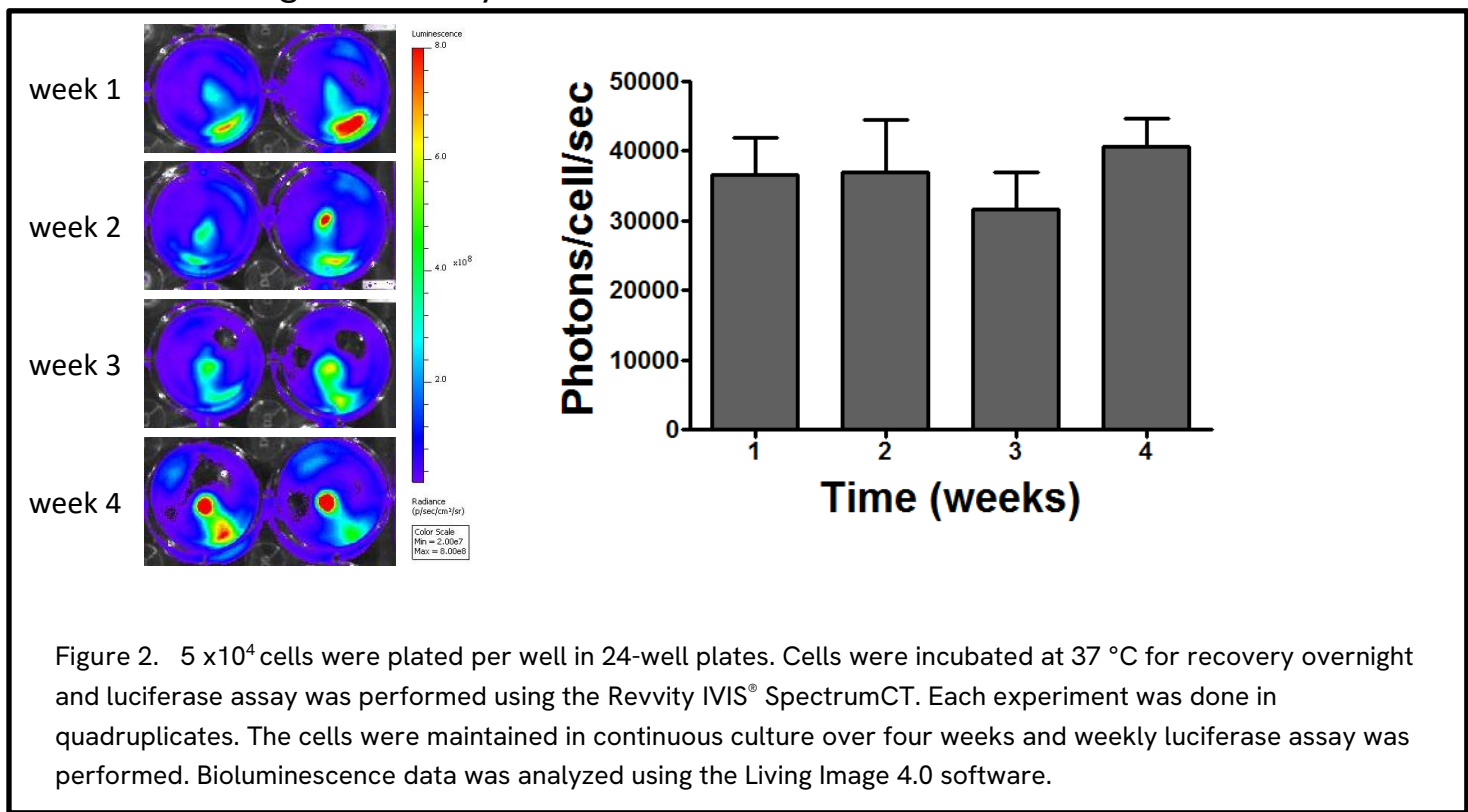 week 1
week 2
week 3
week 4
Luminescence
8.0
6.0
4.0
x10⁸
2.0
Radiance
(p/sec/cm²/sr)
Color Scale
Min = 2.00e7
Max = 8.00e8
Photons/cell/sec
50000
40000
30000
20000
10000
0
1 2 3 4
Time (weeks)
Figure 2. 5 x10⁴ cells were plated per well in 24-well plates. Cells were incubated at 37 °C for recovery overnight
and luciferase assay was performed using the Revvity IVIS® SpectrumCT. Each experiment was done in
quadruplicates. The cells were maintained in continuous culture over four weeks and weekly luciferase assay was
performed. Bioluminescence data was analyzed using the Living Image 4.0 software.